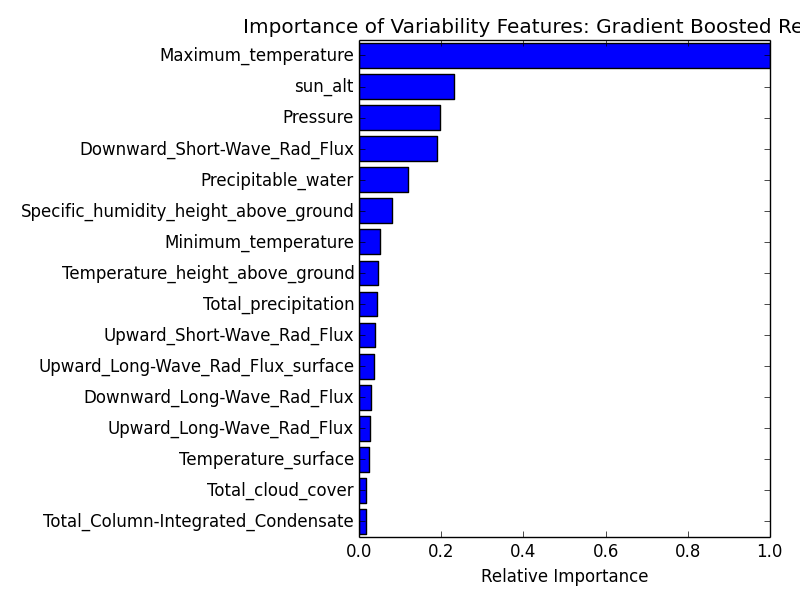 Importance of Variability Features: Gradient Boosted Re
Maximum_temperature
sun_alt
Pressure
Downward_Short-Wave_Rad_Flux
Precipitable_water
Specific_humidity_height_above_ground
Minimum_temperature
Temperature_height_above_ground
Total_precipitation
Upward_Short-Wave_Rad_Flux
Upward_Long-Wave_Rad_Flux_surface
Downward_Long-Wave_Rad_Flux
Upward_Long-Wave_Rad_Flux
Temperature_surface
Total_cloud_cover
Total_Column-Integrated_Condensate
0.0 0.2 0.4 0.6 0.8 1.0
Relative Importance